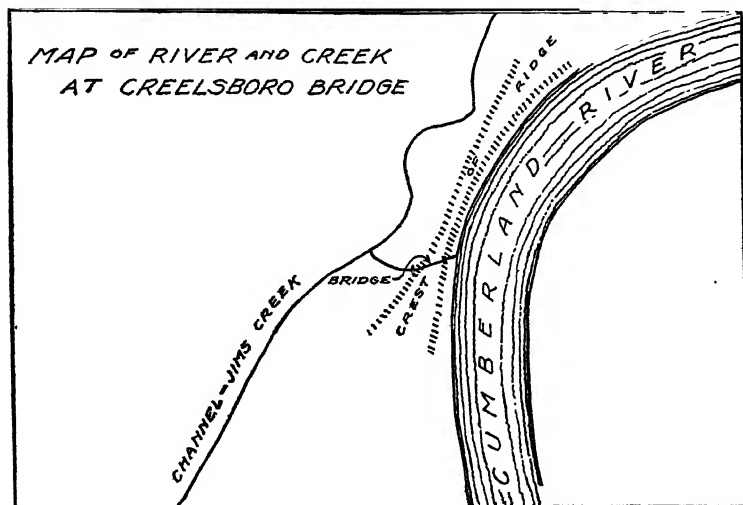 MAP OF RIVER AND CREEK
AT CREELSBORO BRIDGE
CREST OF RIDGE
BRIDGE
CHANNEL=JIMS CREEK
CUMBERLAND RIVER